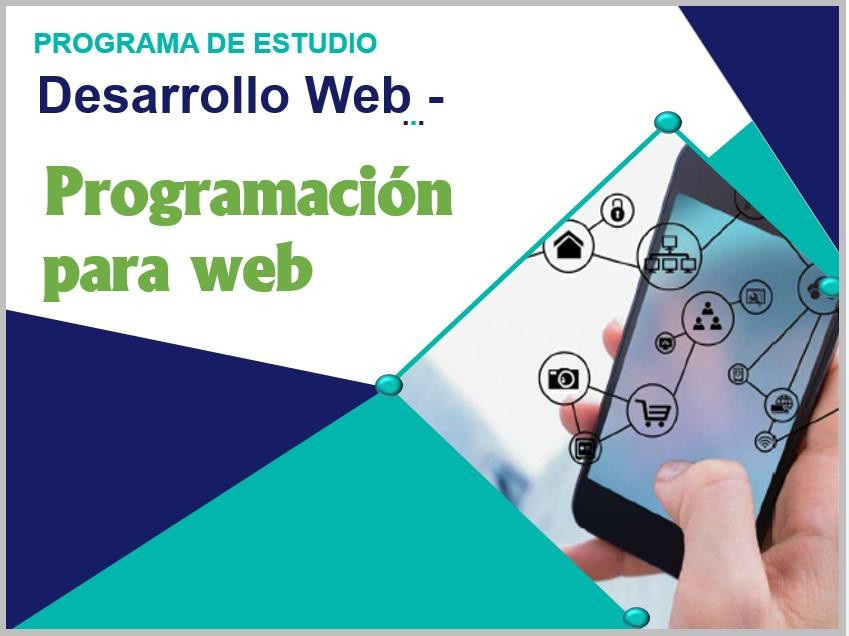 PROGRAMA DE ESTUDIO
Desarrollo Web -
Programación
para web